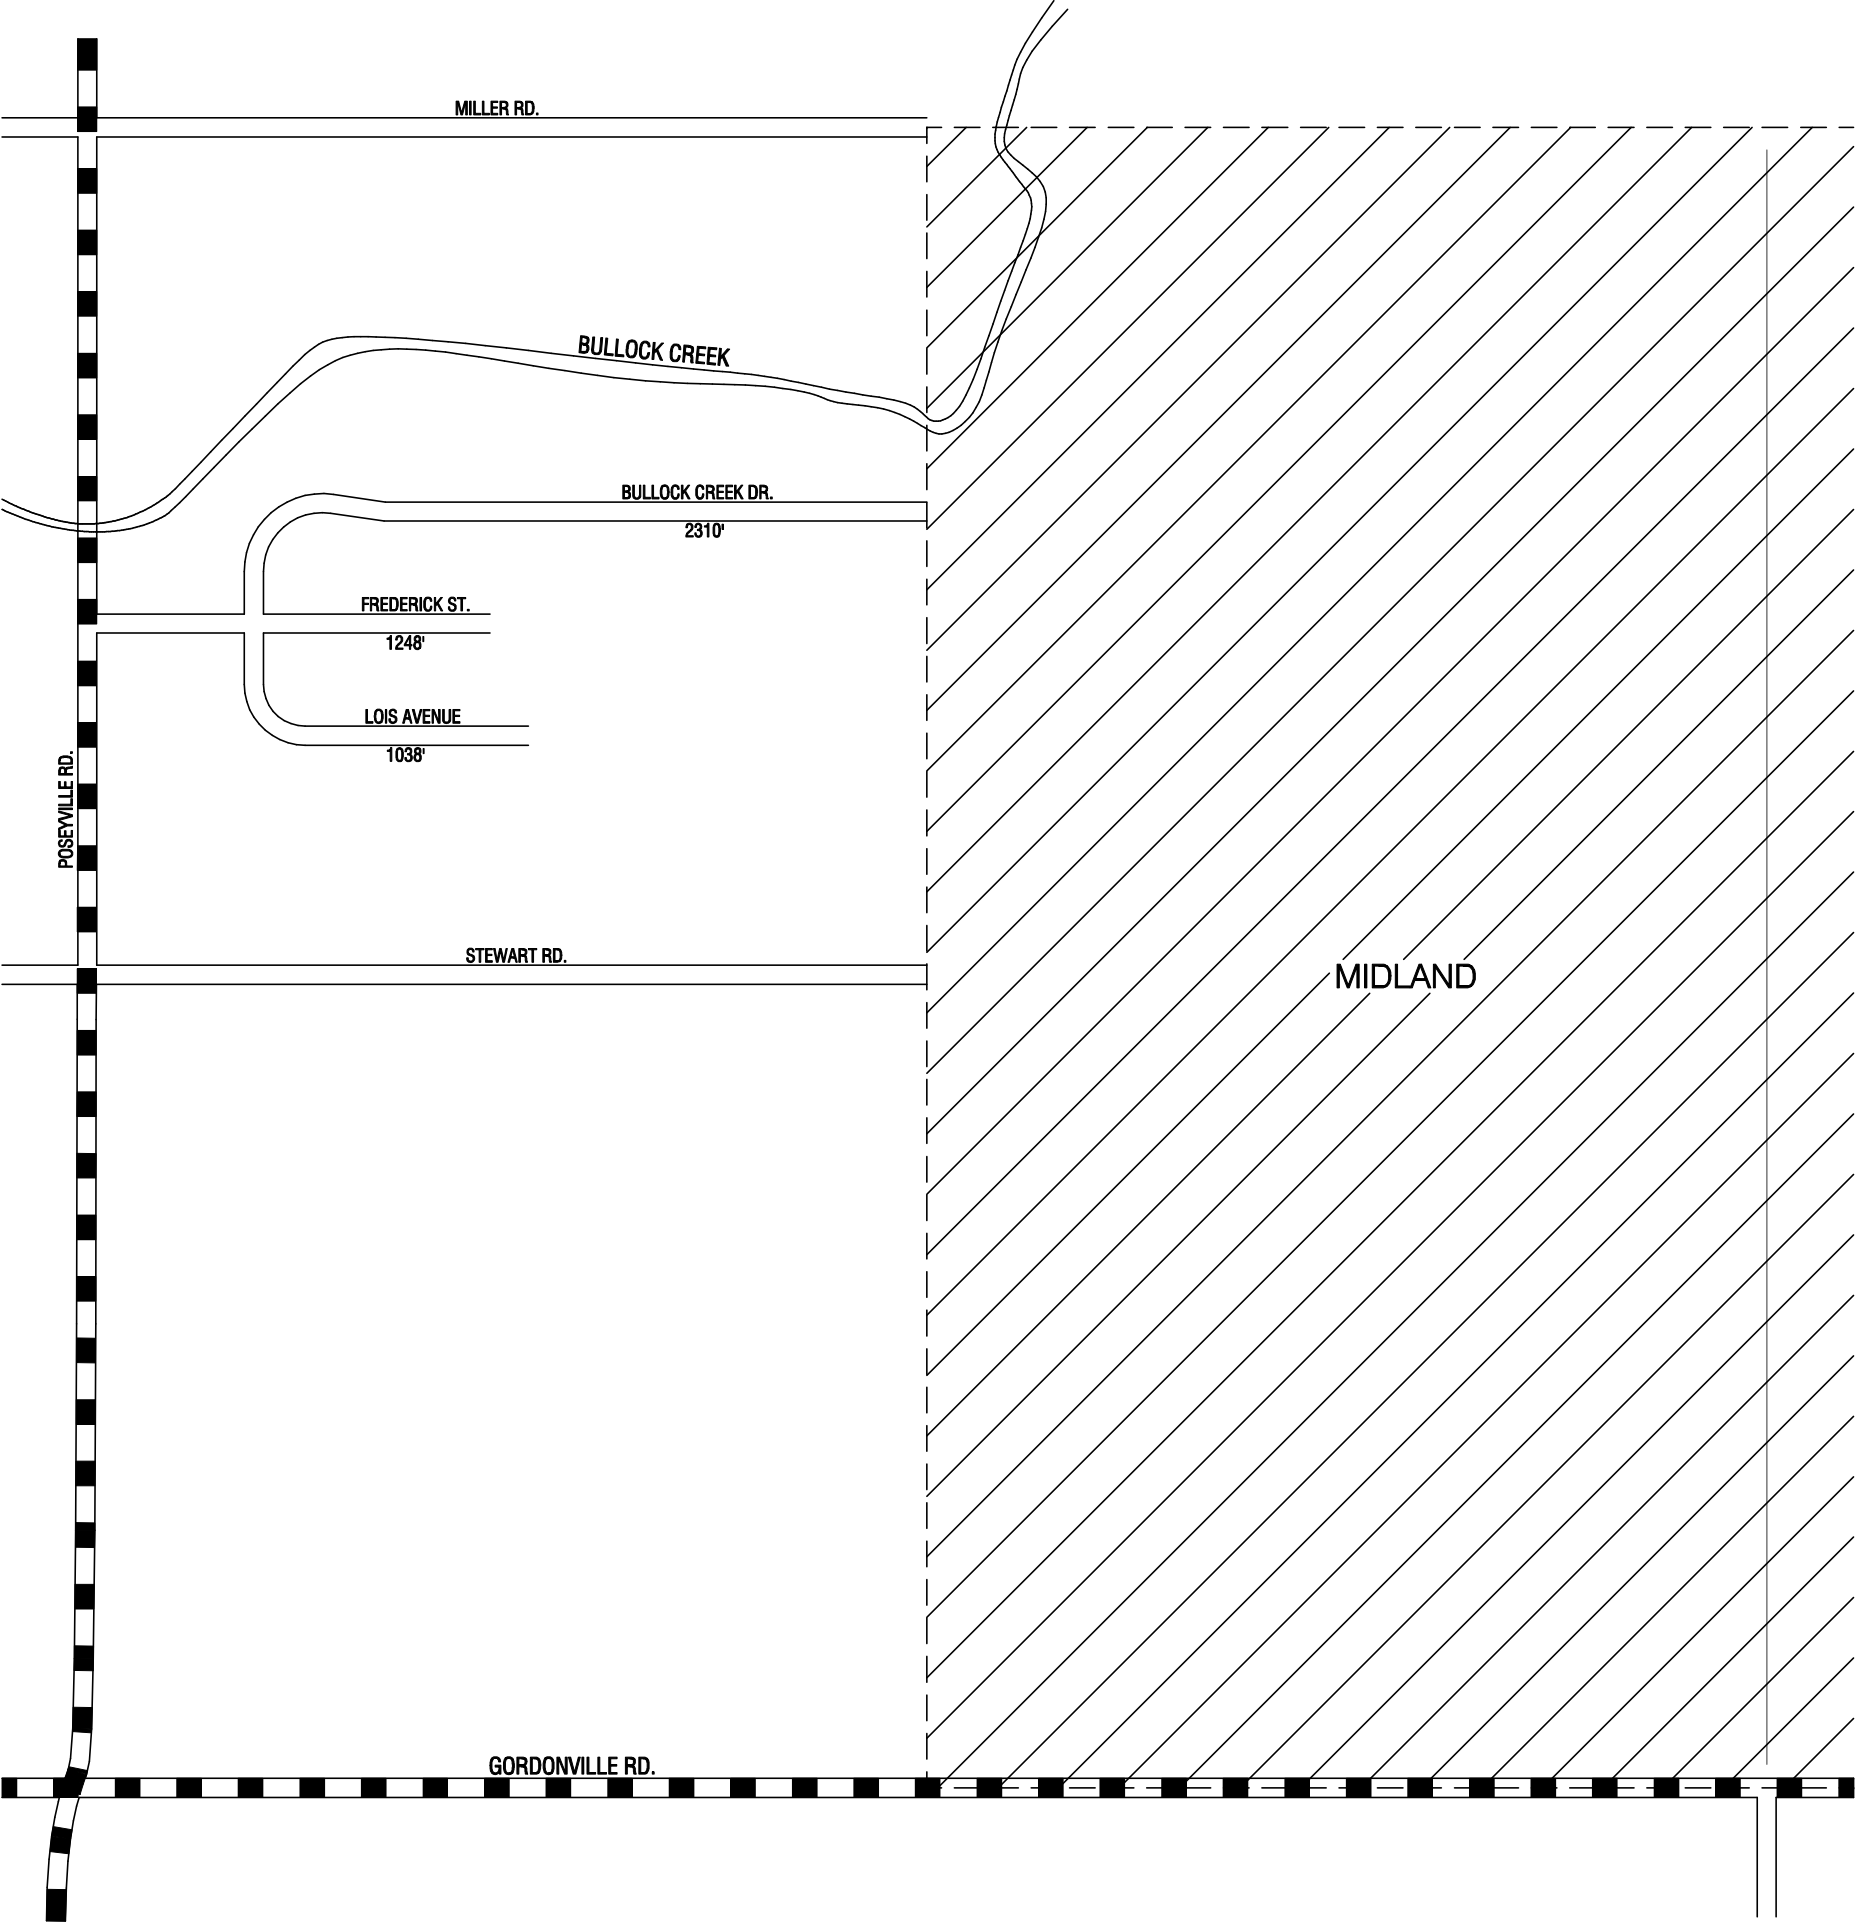 MILLER RD.
BULLOCK CREEK
BULLOCK CREEK DR.
2310'
FREDERICK ST.
1248'
LOIS AVENUE
1038'
POSEYVILLE RD.
STEWART RD.
MIDLAND
GORDONVILLE RD.